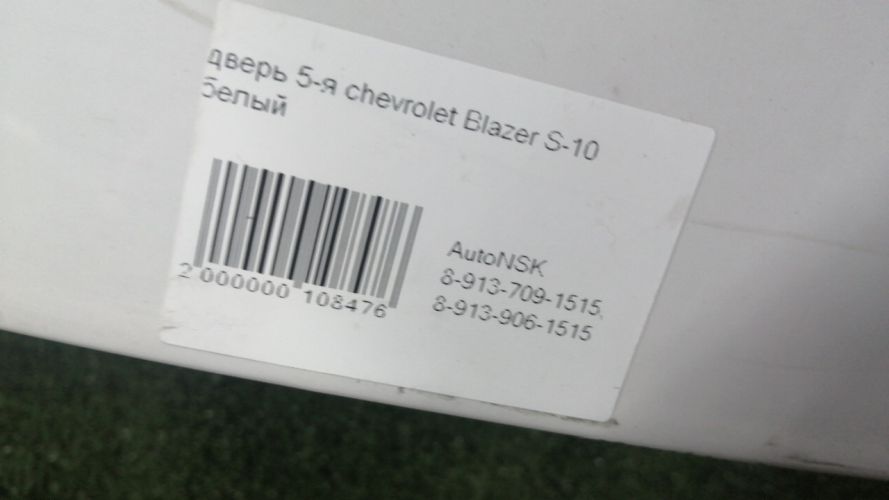 дверь 5-я chevrolet Blazer S-10
белый
2 000000 108476
AutoNSK
8-913-709-1515,
8-913-906-1515